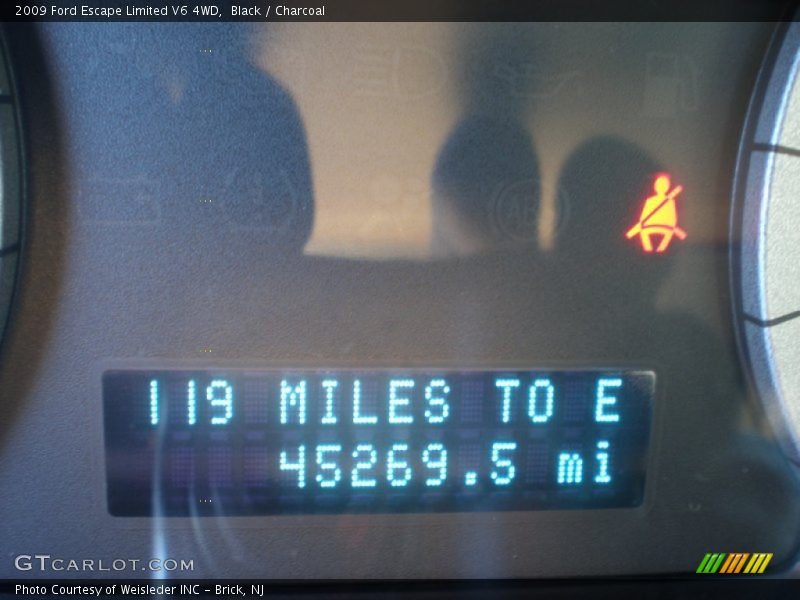 2009 Ford Escape Limited V6 4WD, Black / Charcoal
119 MILES TO E
45269.5 mi
GTCARLOT.COM
Photo Courtesy of Weisleder INC - Brick, NJ